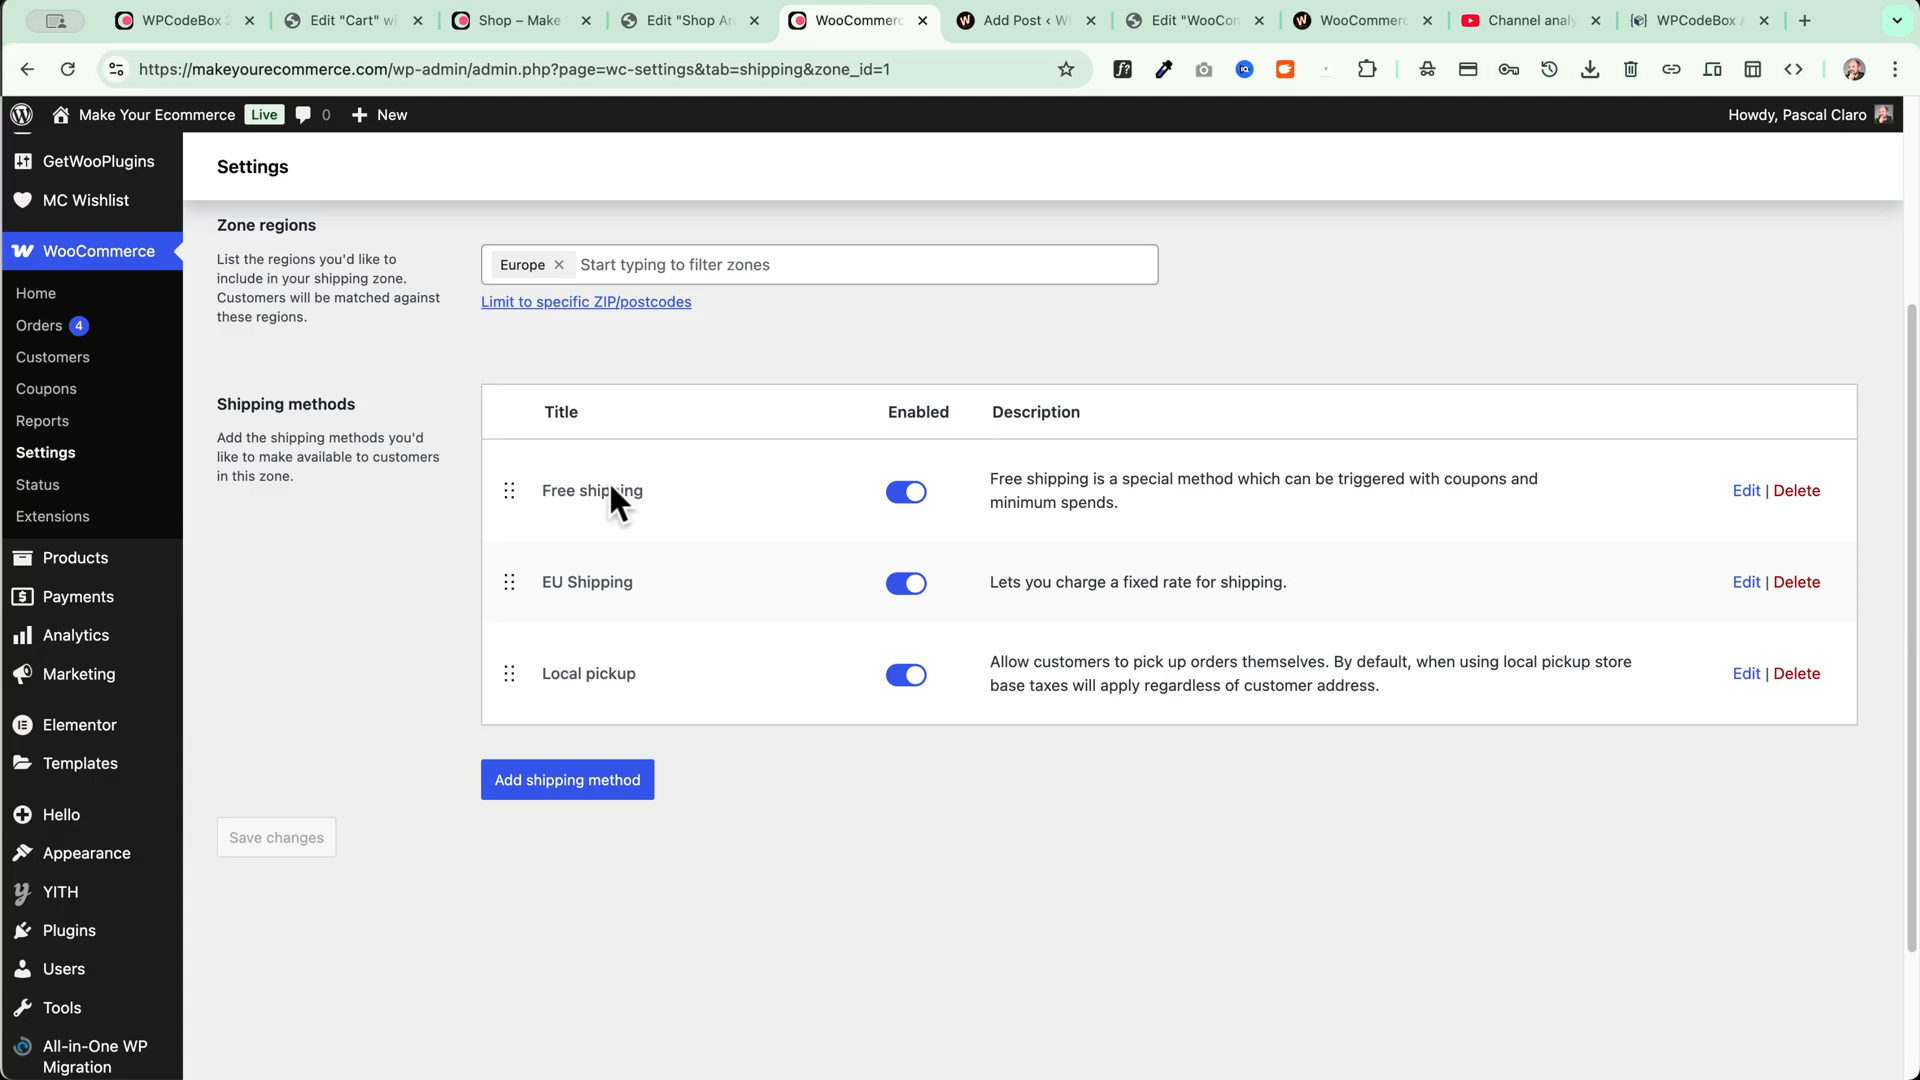 WPCodeBox 2
Edit "Cart" wi
Shop – Make
Edit "Shop Ar
WooCommerc
Add Post ‹ W
Edit "WooCon
WooCommerc
Channel analy
WPCodeBox
https://makeyourecommerce.com/wp-admin/admin.php?page=wc-settings&tab=shipping&zone_id=1
Make Your Ecommerce
Live
0
New
Howdy, Pascal Claro
GetWooPlugins
MC Wishlist
WooCommerce
Home
Orders 4
Customers
Coupons
Reports
Settings
Status
Extensions
Products
Payments
Analytics
Marketing
Elementor
Templates
Hello
Appearance
YITH
Plugins
Users
Tools
All-in-One WP
Migration
Settings
Zone regions
List the regions you'd like to
include in your shipping zone.
Customers will be matched against
these regions.
Europe × Start typing to filter zones
Limit to specific ZIP/postcodes
Shipping methods
Add the shipping methods you'd
like to make available to customers
in this zone.
Title Enabled Description
Free shipping
Free shipping is a special method which can be triggered with coupons and
minimum spends.
Edit | Delete
EU Shipping
Lets you charge a fixed rate for shipping.
Edit | Delete
Local pickup
Allow customers to pick up orders themselves. By default, when using local pickup store
base taxes will apply regardless of customer address.
Edit | Delete
Add shipping method
Save changes